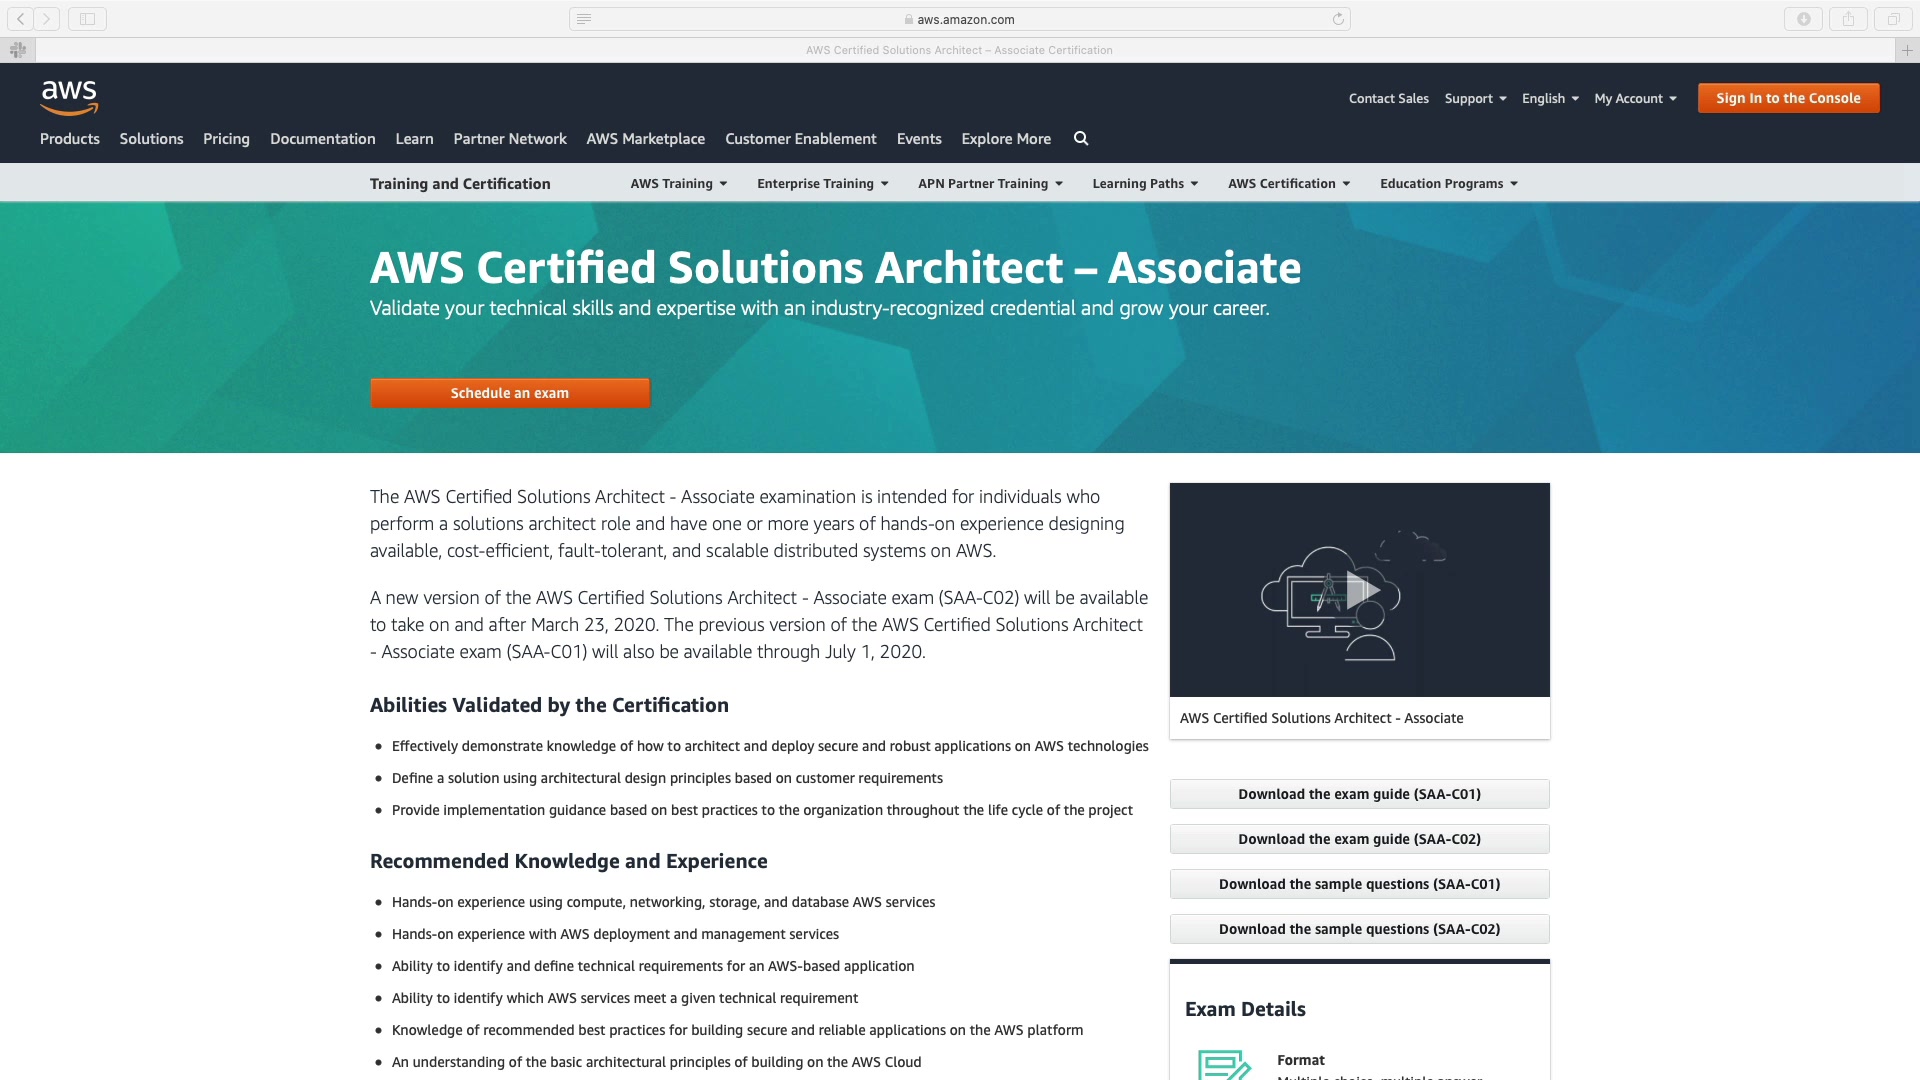 aws.amazon.com
AWS Certified Solutions Architect – Associate Certification
aws
Contact Sales Support English My Account Sign In to the Console
Products Solutions Pricing Documentation Learn Partner Network AWS Marketplace Customer Enablement Events Explore More
Training and Certification AWS Training Enterprise Training APN Partner Training Learning Paths AWS Certification Education Programs
AWS Certified Solutions Architect – Associate
Validate your technical skills and expertise with an industry-recognized credential and grow your career.
Schedule an exam
The AWS Certified Solutions Architect - Associate examination is intended for individuals who
perform a solutions architect role and have one or more years of hands-on experience designing
available, cost-efficient, fault-tolerant, and scalable distributed systems on AWS.
A new version of the AWS Certified Solutions Architect - Associate exam (SAA-C02) will be available
to take on and after March 23, 2020. The previous version of the AWS Certified Solutions Architect
- Associate exam (SAA-C01) will also be available through July 1, 2020.
Abilities Validated by the Certification
• Effectively demonstrate knowledge of how to architect and deploy secure and robust applications on AWS technologies
• Define a solution using architectural design principles based on customer requirements
• Provide implementation guidance based on best practices to the organization throughout the life cycle of the project
Recommended Knowledge and Experience
• Hands-on experience using compute, networking, storage, and database AWS services
• Hands-on experience with AWS deployment and management services
• Ability to identify and define technical requirements for an AWS-based application
• Ability to identify which AWS services meet a given technical requirement
• Knowledge of recommended best practices for building secure and reliable applications on the AWS platform
• An understanding of the basic architectural principles of building on the AWS Cloud
AWS Certified Solutions Architect - Associate
Download the exam guide (SAA-C01)
Download the exam guide (SAA-C02)
Download the sample questions (SAA-C01)
Download the sample questions (SAA-C02)
Exam Details
Format
Multiple choice, multiple answer